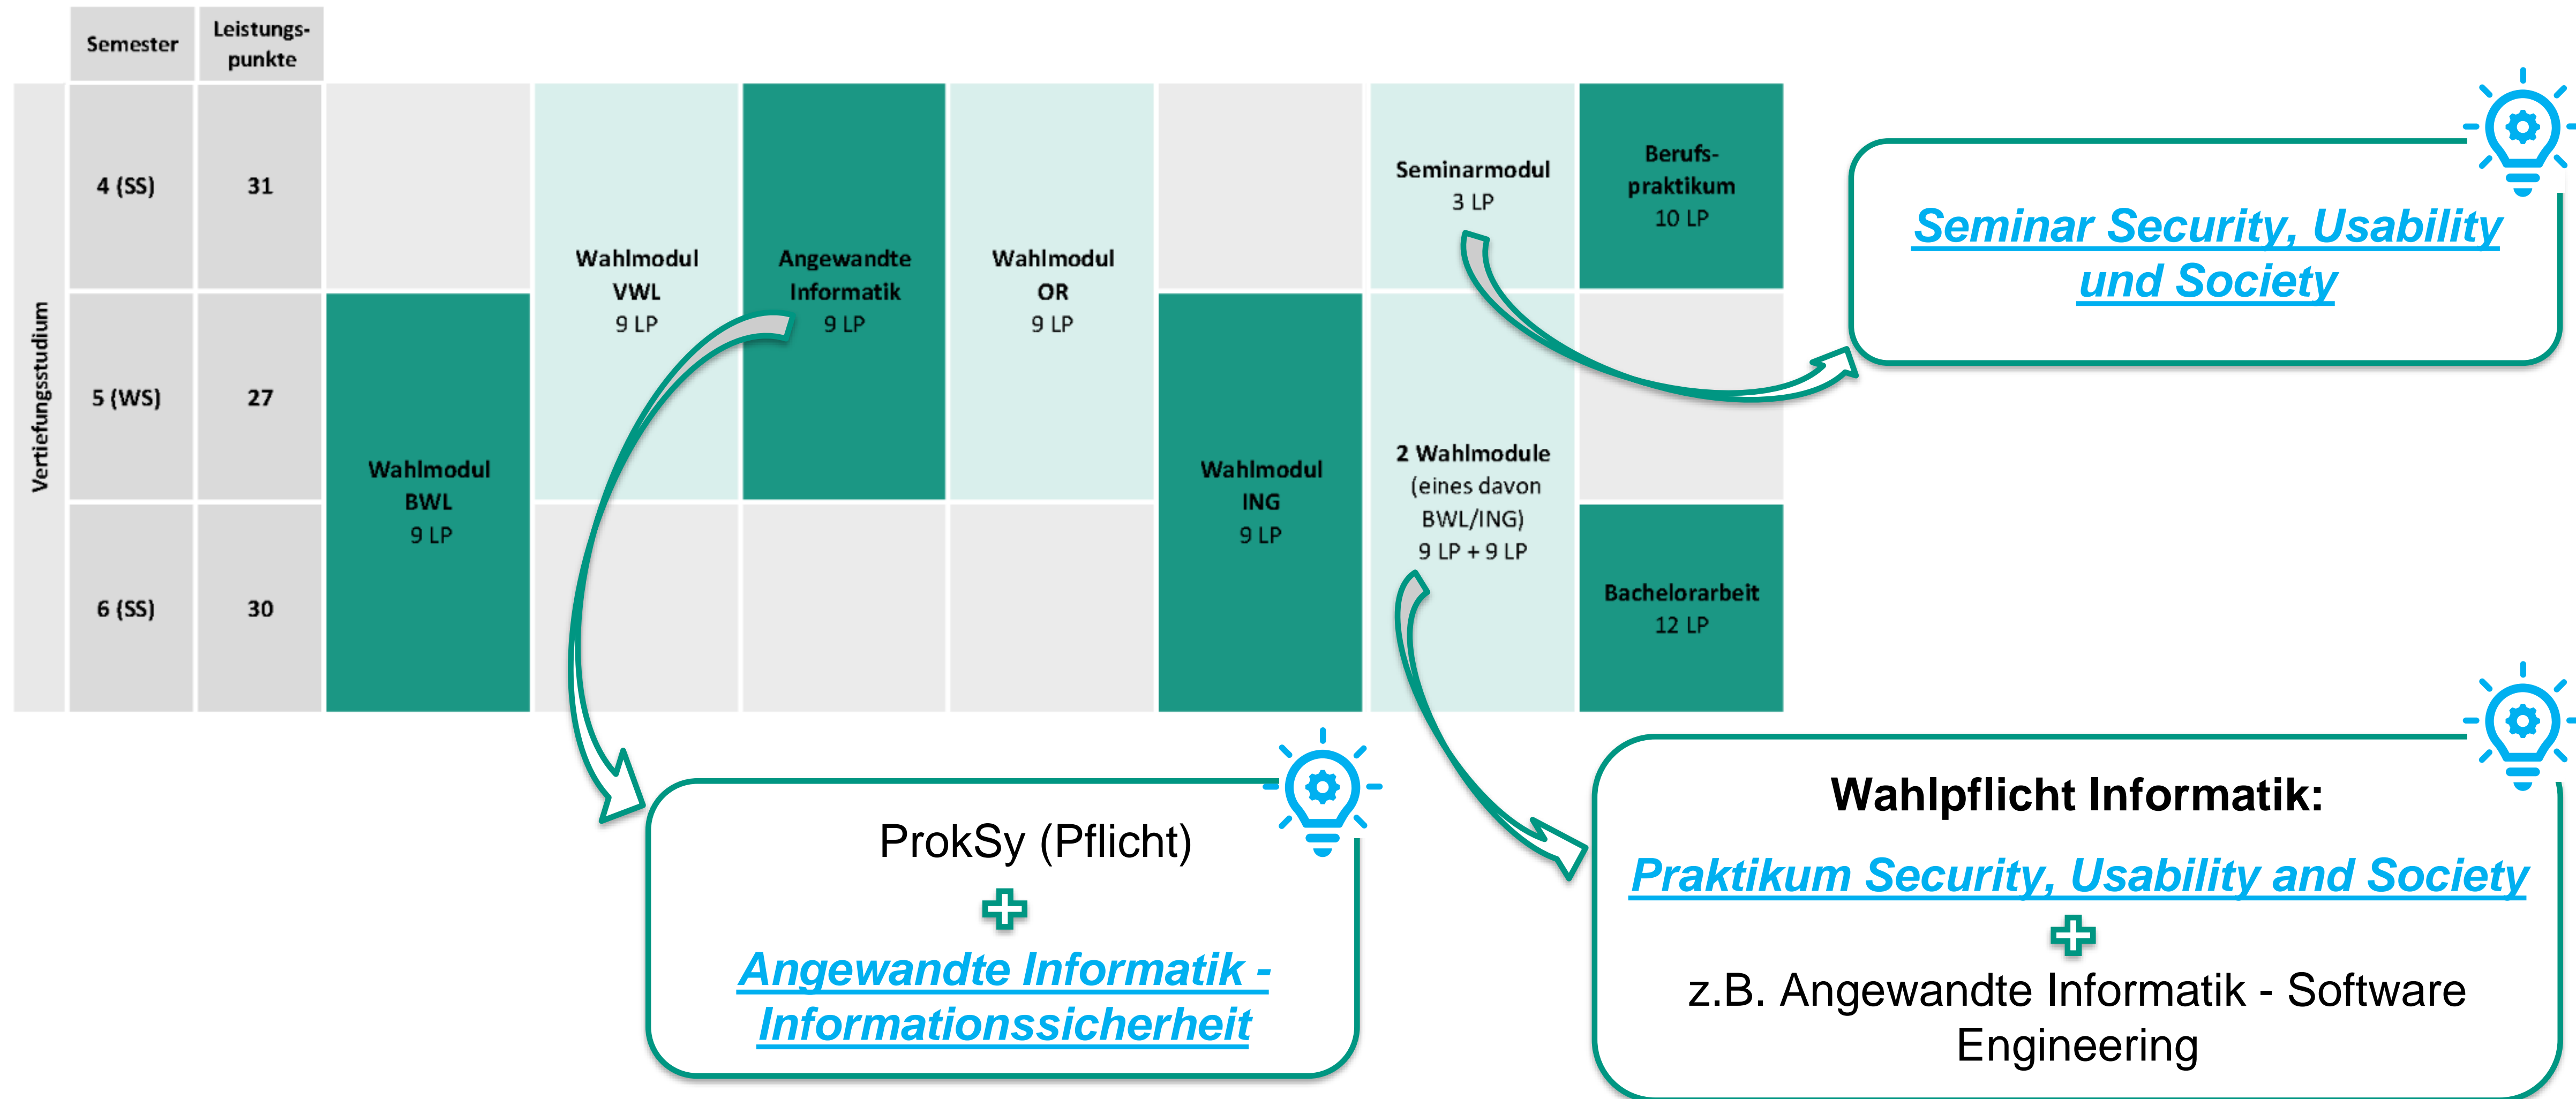 Semester
Leistungs-
punkte
Vertiefungsstudium
4 (SS)
31
5 (WS)
27
6 (SS)
30
Wahlmodul
BWL
9 LP
Wahlmodul
VWL
9 LP
Angewandte
Informatik
9 LP
Wahlmodul
OR
9 LP
Wahlmodul
ING
9 LP
Seminarmodul
3 LP
2 Wahlmodule
(eines davon
BWL/ING)
9 LP + 9 LP
Berufs-
praktikum
10 LP
Bachelorarbeit
12 LP
Seminar Security, Usability
und Society
ProkSy (Pflicht)
Angewandte Informatik -
Informationssicherheit
Wahlpflicht Informatik:
Praktikum Security, Usability and Society
z.B. Angewandte Informatik - Software
Engineering